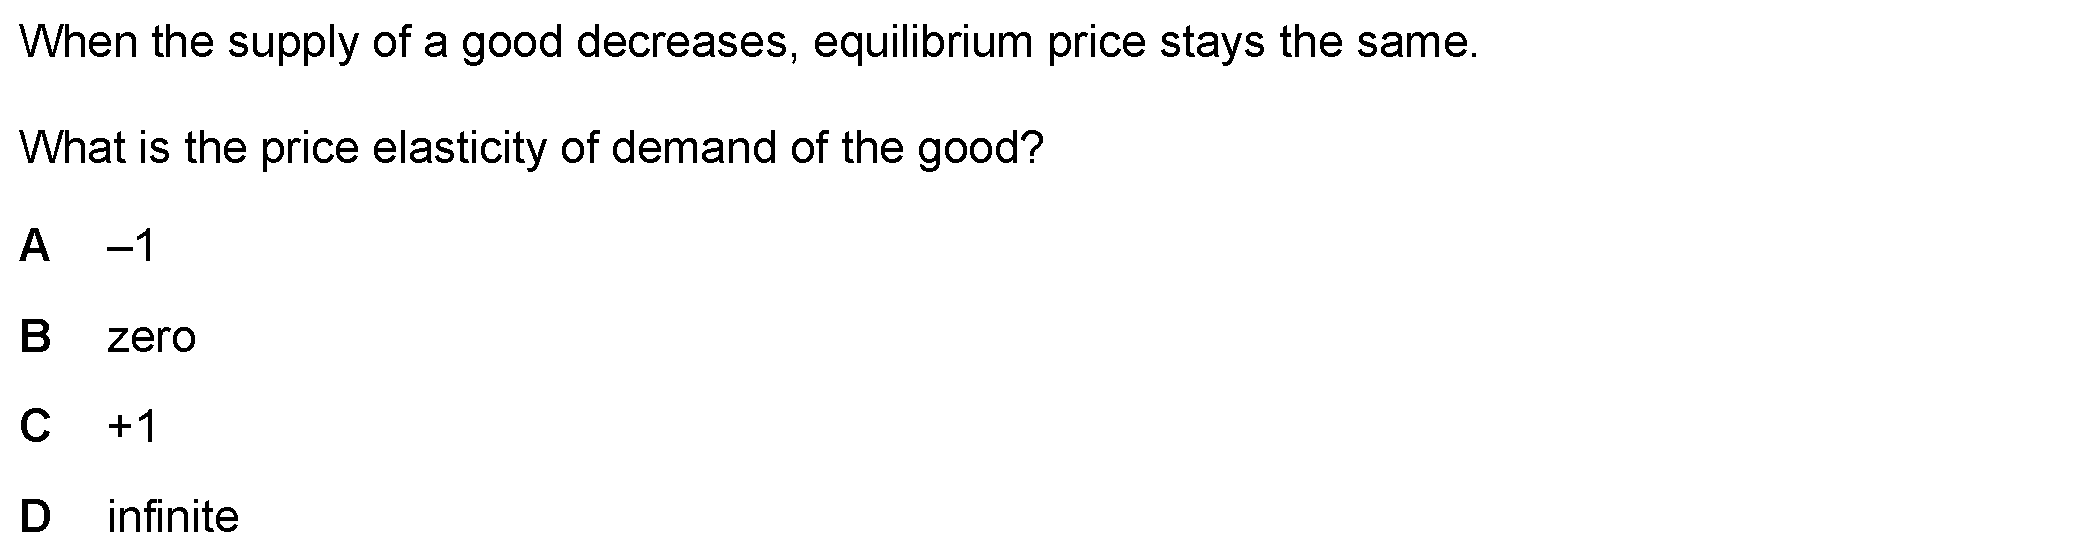 When the supply of a good decreases, equilibrium price stays the same.
What is the price elasticity of demand of the good?
A –1
B zero
C +1
D infinite